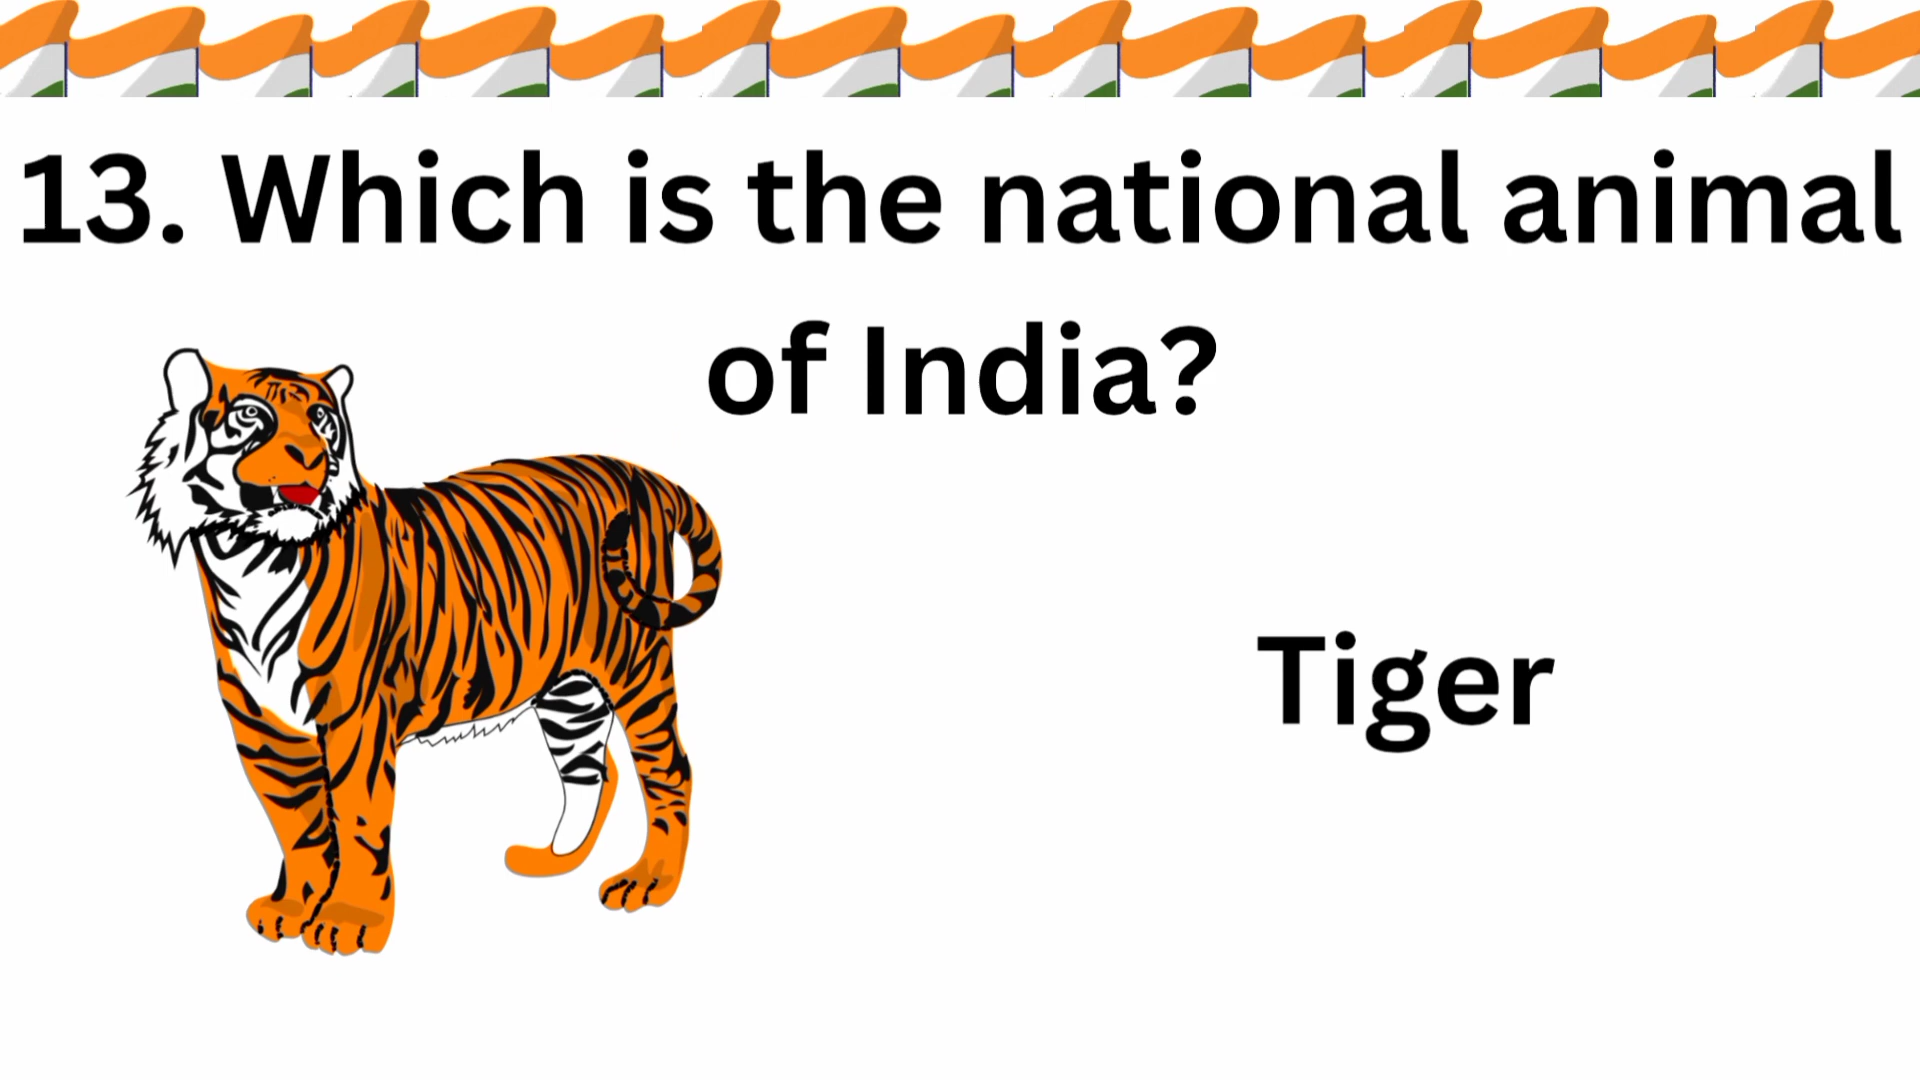 13. Which is the national animal
of India?
Tiger